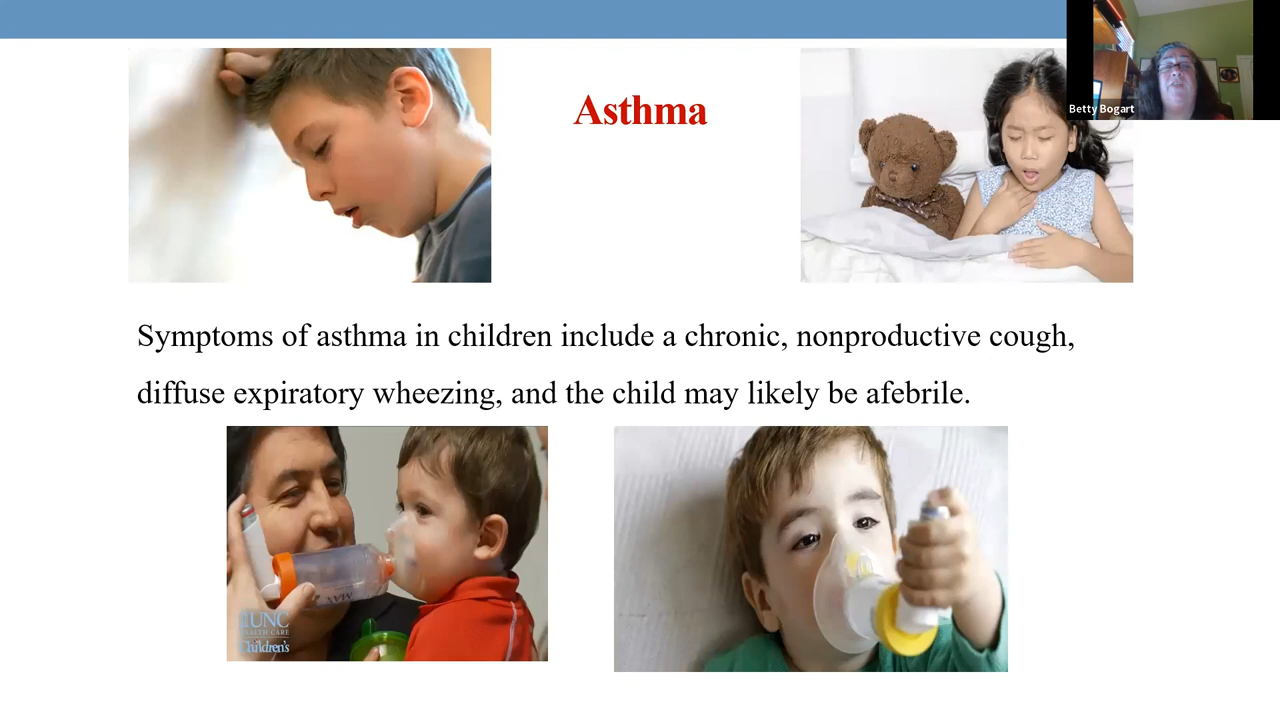 Asthma
Betty Bogart
Symptoms of asthma in children include a chronic, nonproductive cough,
diffuse expiratory wheezing, and the child may likely be afebrile.
UNC
HEALTH CARE
Children's